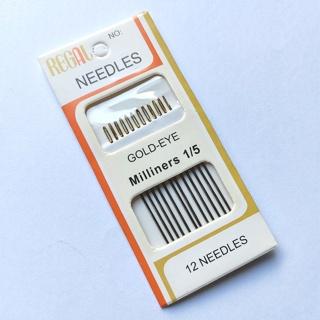 REGAL NO:
NEEDLES
GOLD-EYE
Milliners 1/5
12 NEEDLES